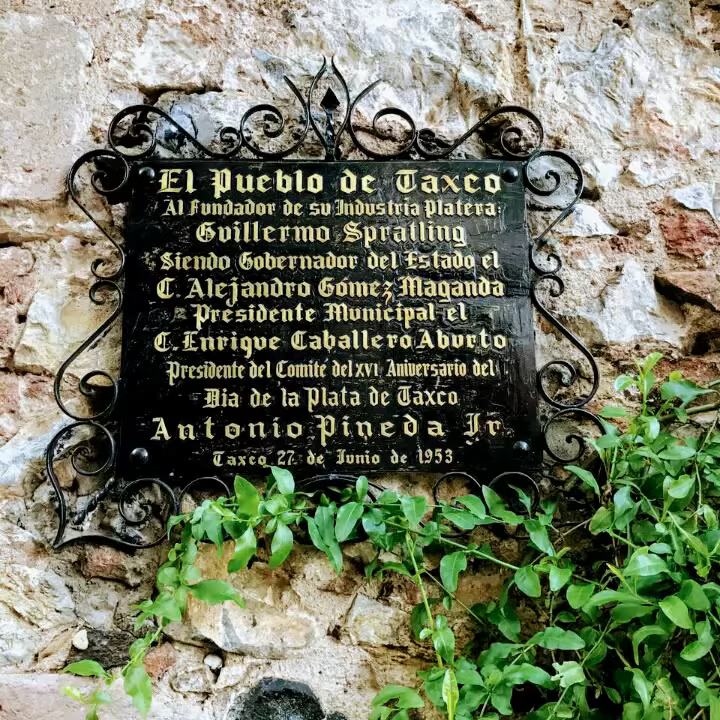 El Pueblo de Taxco
Al Fundador de su Industria Platera:
Guillermo Spratling
Siendo Gobernador del Estado el
C. Alejandro Gómez Maganda
Presidente Municipal el
C. Enrique Caballero Aburto
Presidente del Comité del XVI Aniversario del
Dia de la Plata de Taxco
Antonio Pineda Jr.
Taxco 27 de Junio de 1953.